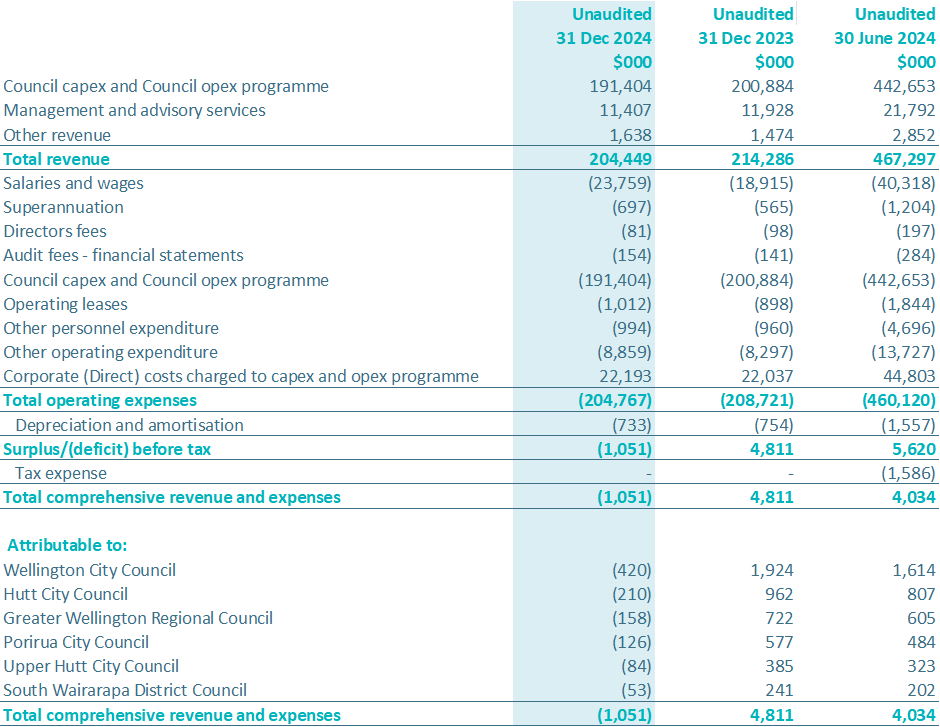 Unaudited Unaudited Unaudited
31 Dec 2024 31 Dec 2023 30 June 2024
$000 $000 $000
Council capex and Council opex programme 191,404 200,884 442,653
Management and advisory services 11,407 11,928 21,792
Other revenue 1,638 1,474 2,852
Total revenue 204,449 214,286 467,297
Salaries and wages (23,759) (18,915) (40,318)
Superannuation (697) (565) (1,204)
Directors fees (81) (98) (197)
Audit fees - financial statements (154) (141) (284)
Council capex and Council opex programme (191,404) (200,884) (442,653)
Operating leases (1,012) (898) (1,844)
Other personnel expenditure (994) (960) (4,696)
Other operating expenditure (8,859) (8,297) (13,727)
Corporate (Direct) costs charged to capex and opex programme 22,193 22,037 44,803
Total operating expenses (204,767) (208,721) (460,120)
Depreciation and amortisation (733) (754) (1,557)
Surplus/(deficit) before tax (1,051) 4,811 5,620
Tax expense - - (1,586)
Total comprehensive revenue and expenses (1,051) 4,811 4,034
Attributable to:
Wellington City Council (420) 1,924 1,614
Hutt City Council (210) 962 807
Greater Wellington Regional Council (158) 722 605
Porirua City Council (126) 577 484
Upper Hutt City Council (84) 385 323
South Wairarapa District Council (53) 241 202
Total comprehensive revenue and expenses (1,051) 4,811 4,034